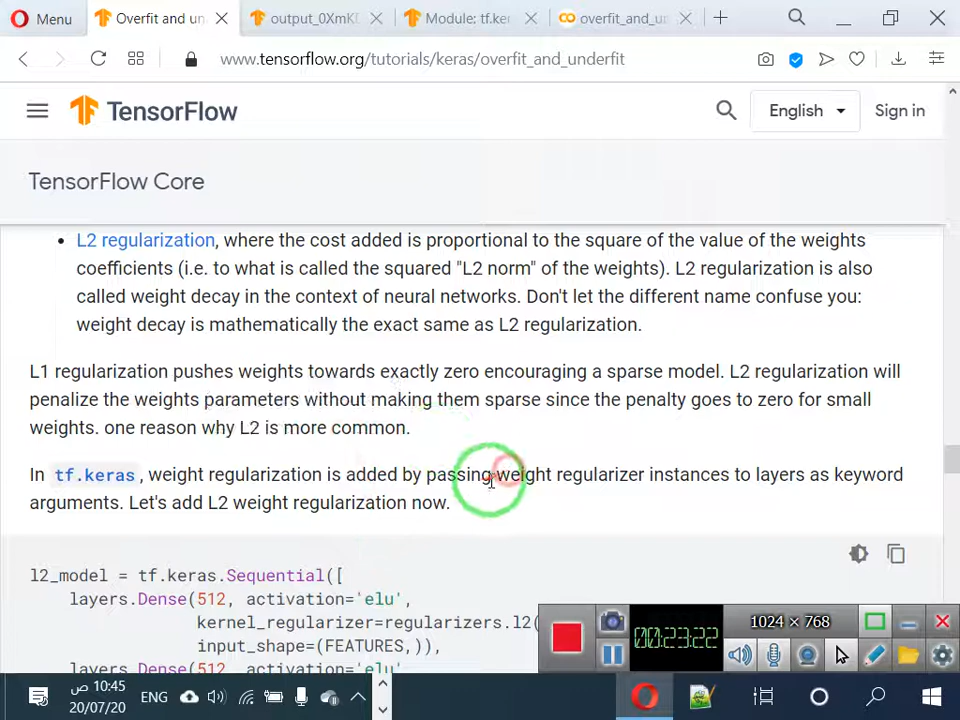 Menu
Overfit and un
output_0XmKD
Module: tf.ker
overfit_and_un
www.tensorflow.org/tutorials/keras/overfit_and_underfit
TensorFlow
English
Sign in
TensorFlow Core
• L2 regularization, where the cost added is proportional to the square of the value of the weights
coefficients (i.e. to what is called the squared "L2 norm" of the weights). L2 regularization is also
called weight decay in the context of neural networks. Don't let the different name confuse you:
weight decay is mathematically the exact same as L2 regularization.
L1 regularization pushes weights towards exactly zero encouraging a sparse model. L2 regularization will
penalize the weights parameters without making them sparse since the penalty goes to zero for small
weights. one reason why L2 is more common.
In tf.keras, weight regularization is added by passing weight regularizer instances to layers as keyword
arguments. Let's add L2 weight regularization now.
l2_model = tf.keras.Sequential([
layers.Dense(512, activation='elu',
kernel_regularizer=regularizers.l2(
input_shape=(FEATURES,)),
layers.Dense(512, activation='elu'
00:23:22
1024 × 768
10:45 ص
20/07/20
ENG